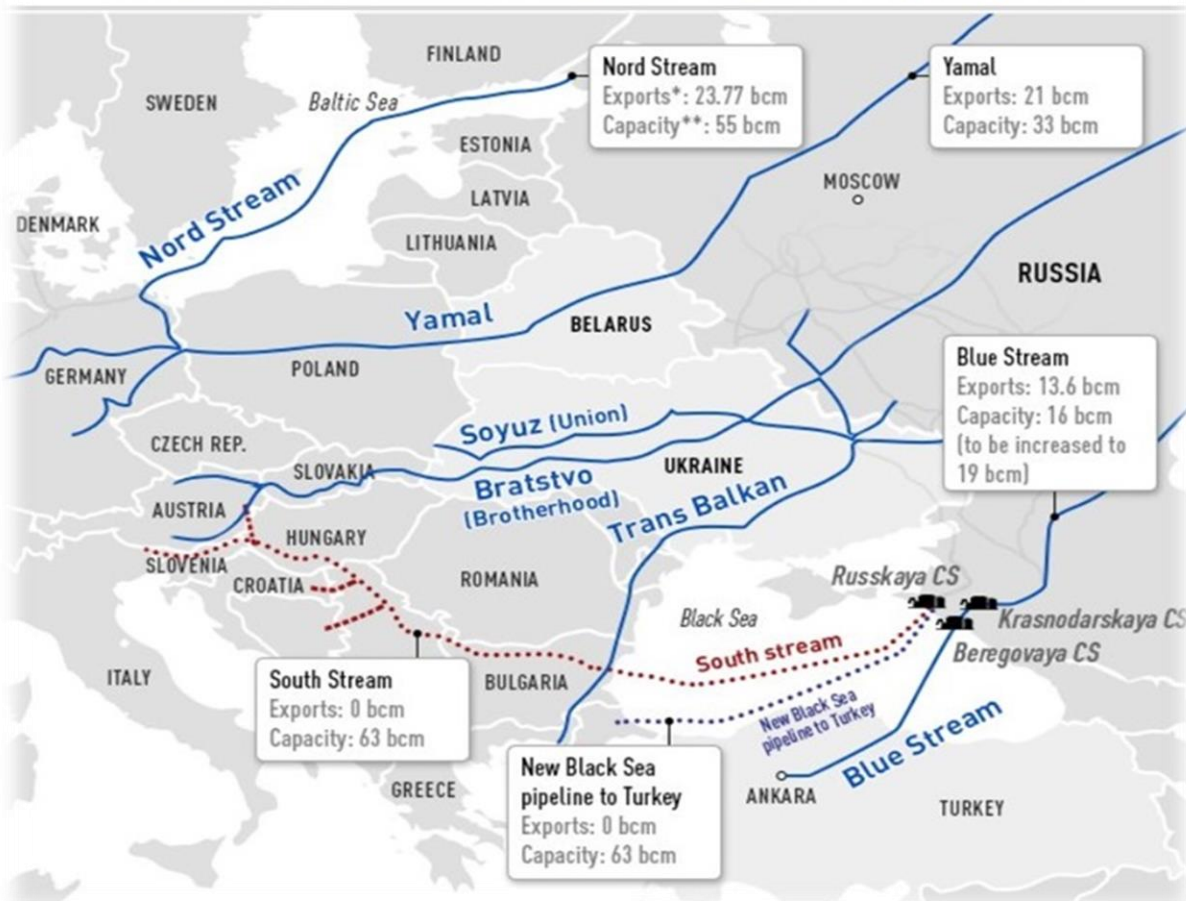 FINLAND
Nord Stream
Exports*: 23.77 bcm
Capacity**: 55 bcm
Yamal
Exports: 21 bcm
Capacity: 33 bcm
SWEDEN
Baltic Sea
ESTONIA
MOSCOW
LATVIA
DENMARK
Nord Stream
LITHUANIA
RUSSIA
Yamal
BELARUS
Blue Stream
Exports: 13.6 bcm
Capacity: 16 bcm
(to be increased to
19 bcm)
GERMANY
POLAND
Soyuz (Union)
CZECH REP.
SLOVAKIA
UKRAINE
Bratstvo
(Brotherhood)
Trans Balkan
AUSTRIA
HUNGARY
SLOVENIA
CROATIA
ROMANIA
Russkaya CS
Black Sea
Krasnodarskaya CS
Beregovaya CS
South stream
ITALY
South Stream
Exports: 0 bcm
Capacity: 63 bcm
BULGARIA
New Black Sea
pipeline to Turkey
Blue Stream
New Black Sea
pipeline to Turkey
Exports: 0 bcm
Capacity: 63 bcm
GREECE
ANKARA
TURKEY